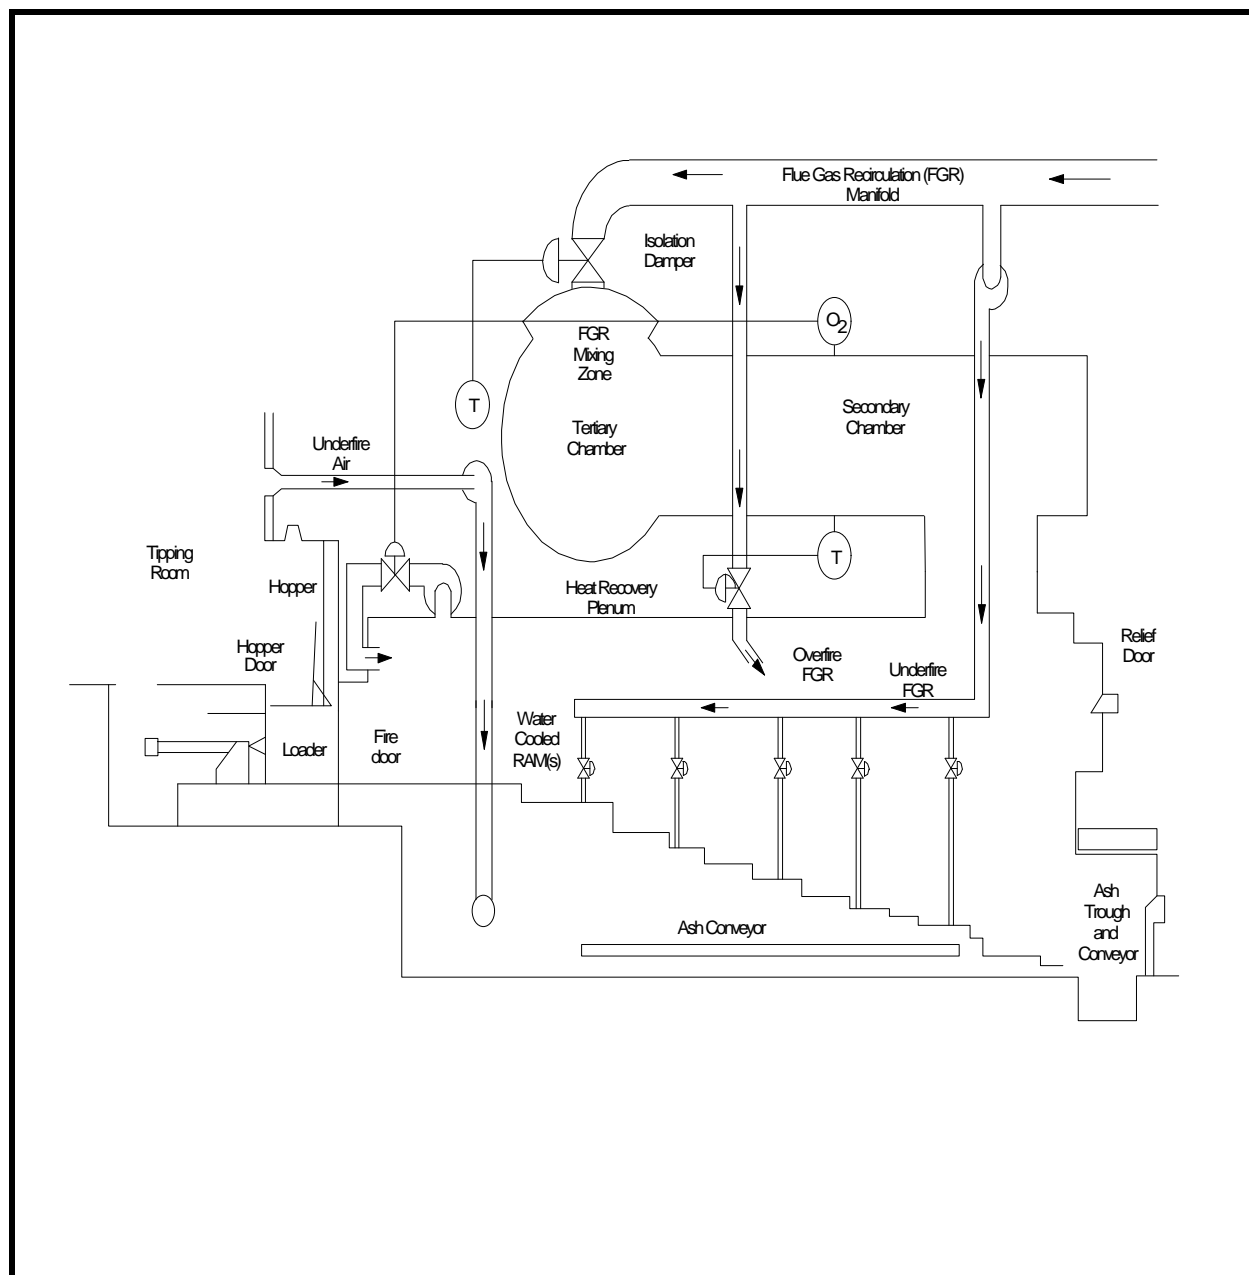 Flue Gas Recirculation (FGR)
Manifold
Isolation
Damper
O2
FGR
Mixing
Zone
T
Secondary
Chamber
Tertiary
Chamber
Underfire
Air
Tipping
Room
Hopper
T
Heat Recovery
Plenum
Hopper
Door
Relief
Door
Overfire
FGR
Underfire
FGR
Water
Cooled
RAM(s)
Fire
door
Loader
Ash
Trough
and
Conveyor
Ash Conveyor